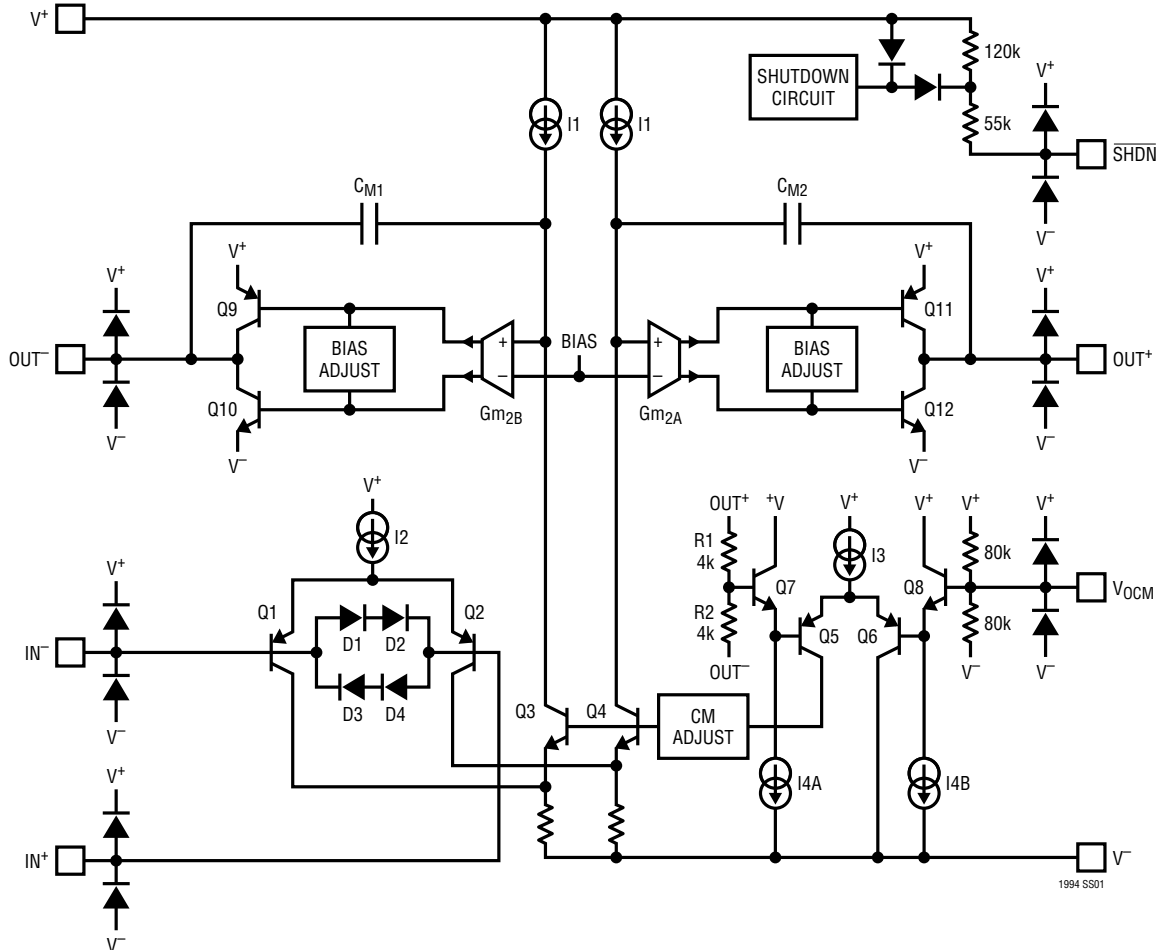 V+
120k
V+
SHUTDOWN
CIRCUIT
I1
I1
55k
SHDN
CM1
CM2
V–
V+
V+
V+
V+
Q9
Q11
OUT–
BIAS
ADJUST
+
–
BIAS
+
–
BIAS
ADJUST
OUT+
Q10
Gm2B
Gm2A
Q12
V–
V–
V–
V–
V+
I2
OUT+
+V
V+
V+
V+
V+
R1
4k
I3
80k
V+
Q7
Q8
VOCM
Q1
Q2
R2
4k
Q5
Q6
80k
IN–
D1
D2
OUT–
V–
V–
D3
D4
V–
Q3
Q4
CM
ADJUST
V+
I4A
I4B
IN+
V–
1994 SS01
V–